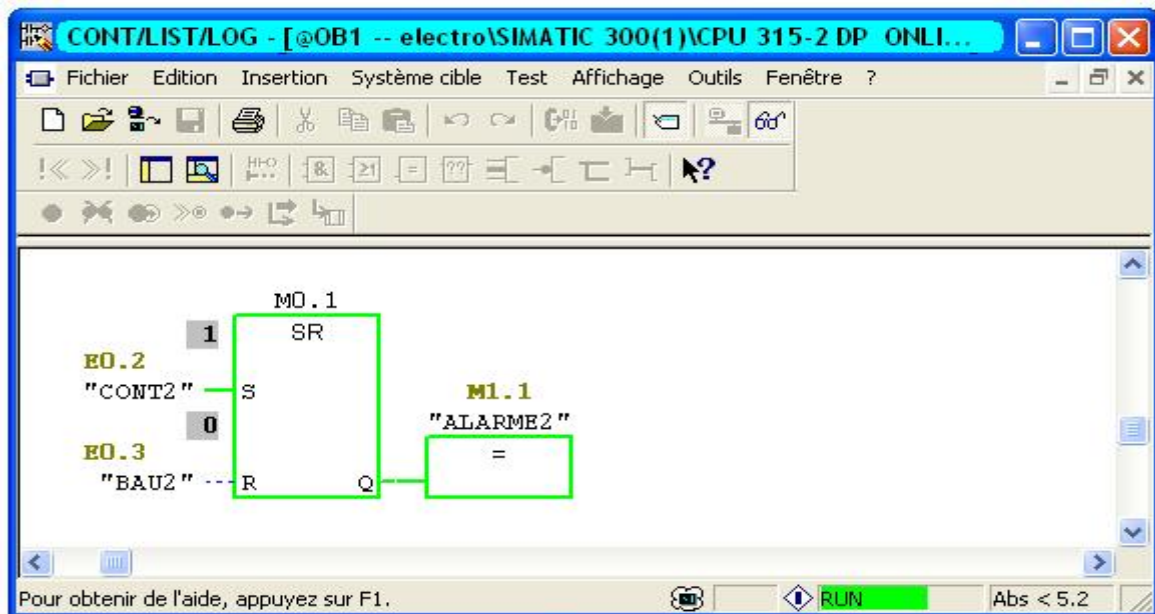 CONT/LIST/LOG - [@OB1 -- electro\SIMATIC 300(1)\CPU 315-2 DP ONLI...
Fichier Edition Insertion Système cible Test Affichage Outils Fenêtre ?
M0.1
1 SR
E0.2
"CONT2" S M1.1
0 "ALARME2"
E0.3 =
"BAU2" R Q
Pour obtenir de l'aide, appuyez sur F1. RUN Abs < 5.2